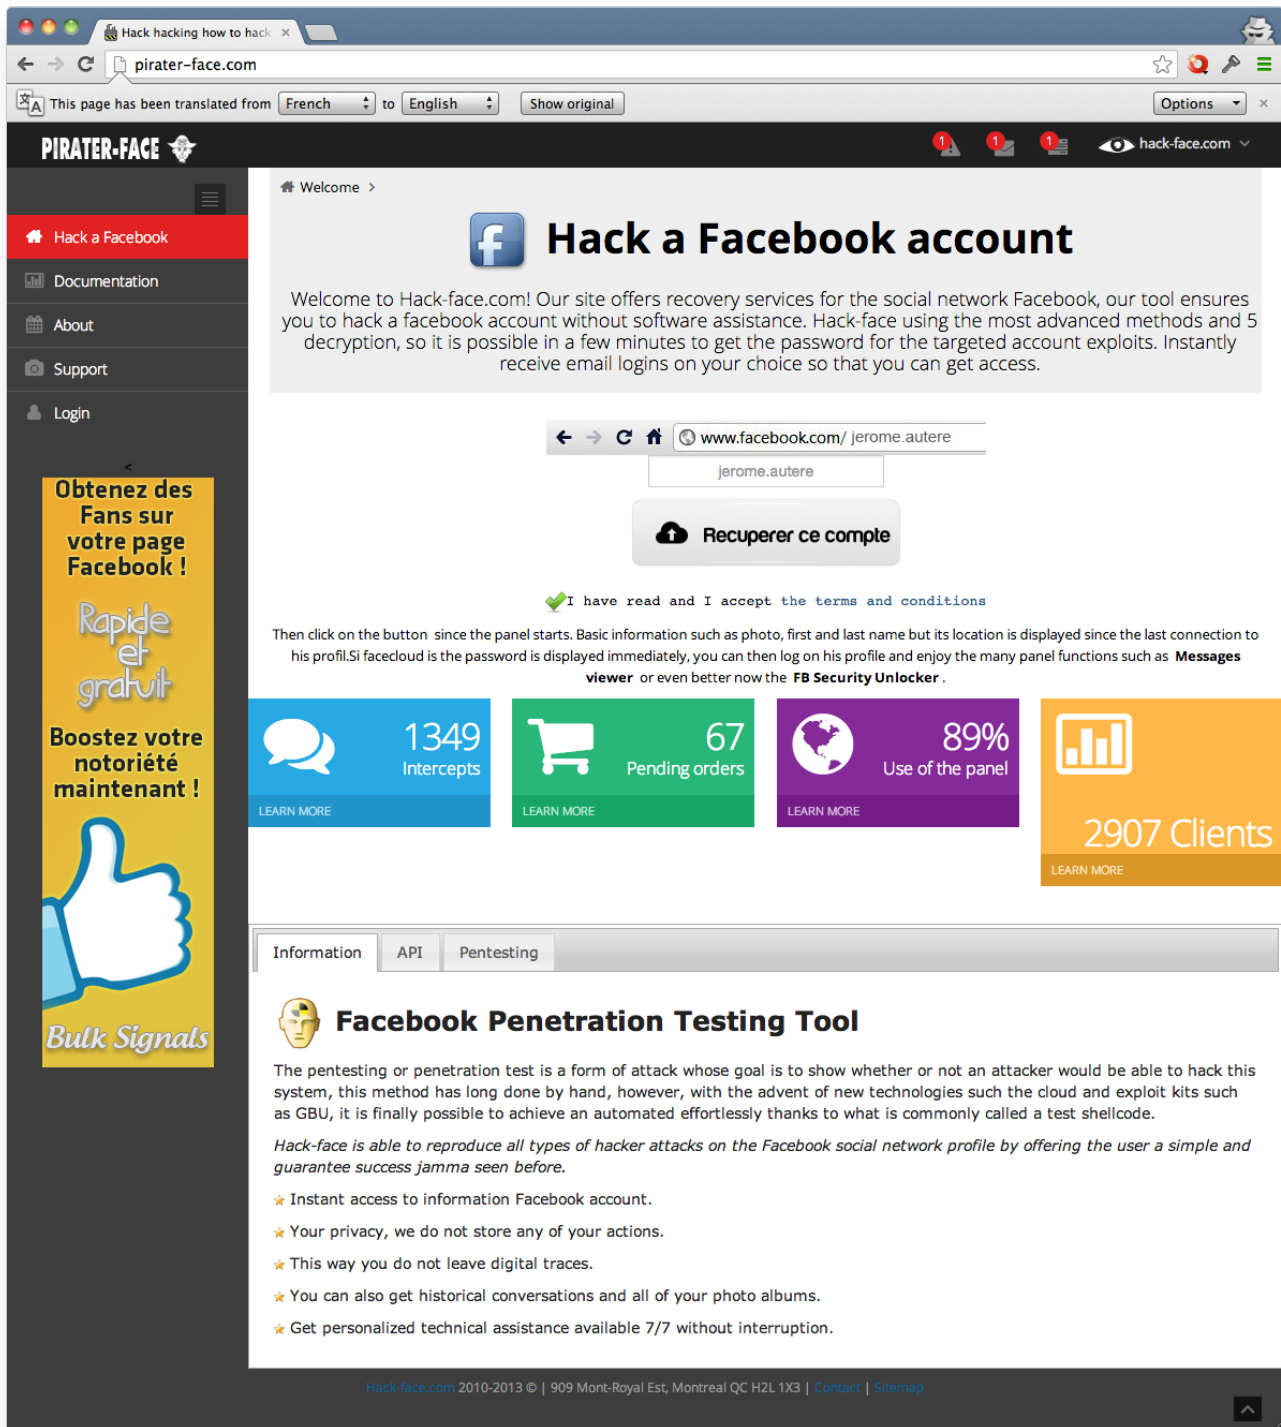 Hack hacking how to hack
pirater-face.com
This page has been translated from French to English Show original Options
PIRATER-FACE
1 1 1 hack-face.com
Welcome >
Hack a Facebook
Documentation
About
Support
Login
<
Obtenez des
Fans sur
votre page
Facebook !
Rapide
et
gratuit
Boostez votre
notoriété
maintenant !
Bulk Signals
f Hack a Facebook account
Welcome to Hack-face.com! Our site offers recovery services for the social network Facebook, our tool ensures
you to hack a facebook account without software assistance. Hack-face using the most advanced methods and 5
decryption, so it is possible in a few minutes to get the password for the targeted account exploits. Instantly
receive email logins on your choice so that you can get access.
www.facebook.com/ jerome.autere
jerome.autere
Recuperer ce compte
I have read and I accept the terms and conditions
Then click on the button since the panel starts. Basic information such as photo, first and last name but its location is displayed since the last connection to
his profil.Si facecloud is the password is displayed immediately, you can then log on his profile and enjoy the many panel functions such as Messages
viewer or even better now the FB Security Unlocker .
1349
Intercepts
LEARN MORE
67
Pending orders
LEARN MORE
89%
Use of the panel
LEARN MORE
2907 Clients
LEARN MORE
Information API Pentesting
Facebook Penetration Testing Tool
The pentesting or penetration test is a form of attack whose goal is to show whether or not an attacker would be able to hack this
system, this method has long done by hand, however, with the advent of new technologies such the cloud and exploit kits such
as GBU, it is finally possible to achieve an automated effortlessly thanks to what is commonly called a test shellcode.
Hack-face is able to reproduce all types of hacker attacks on the Facebook social network profile by offering the user a simple and
guarantee success jamma seen before.
Instant access to information Facebook account.
Your privacy, we do not store any of your actions.
This way you do not leave digital traces.
You can also get historical conversations and all of your photo albums.
Get personalized technical assistance available 7/7 without interruption.
Hack-face.com 2010-2013 © | 909 Mont-Royal Est, Montreal QC H2L 1X3 | Contact | Sitemap